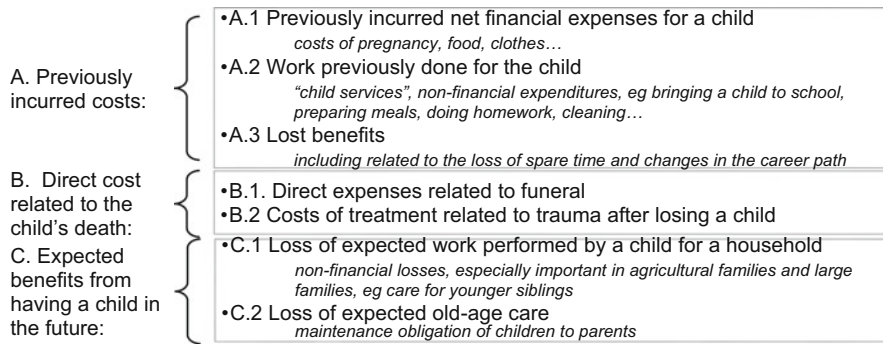 A. Previously
incurred costs:
•A.1 Previously incurred net financial expenses for a child
costs of pregnancy, food, clothes…
•A.2 Work previously done for the child
“child services”, non-financial expenditures, eg bringing a child to school,
preparing meals, doing homework, cleaning…
•A.3 Lost benefits
including related to the loss of spare time and changes in the career path
B. Direct cost
related to the
child’s death:
•B.1. Direct expenses related to funeral
•B.2 Costs of treatment related to trauma after losing a child
C. Expected
benefits from
having a child in
the future:
•C.1 Loss of expected work performed by a child for a household
non-financial losses, especially important in agricultural families and large
families, eg care for younger siblings
•C.2 Loss of expected old-age care
maintenance obligation of children to parents